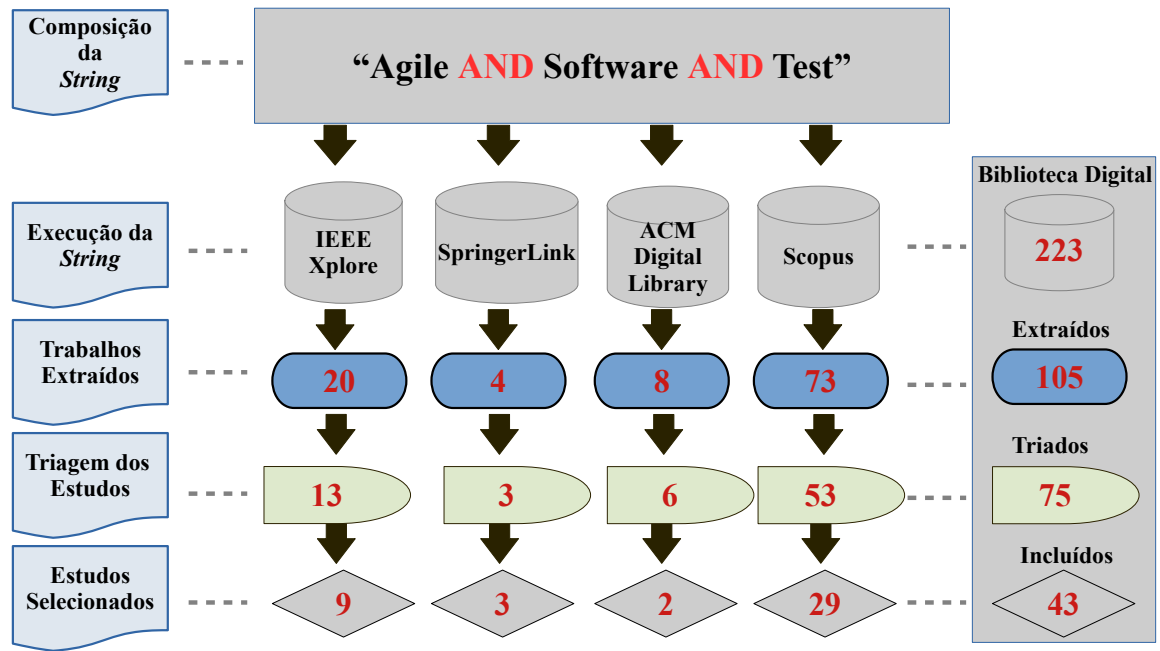 Composição
da
String
“Agile AND Software AND Test”
Biblioteca Digital
Execução da
String
IEEE
Xplore
SpringerLink
ACM
Digital
Library
Scopus
223
Trabalhos
Extraídos
20
4
8
73
Extraídos
105
Triagem dos
Estudos
13
3
6
53
Triados
75
Estudos
Selecionados
9
3
2
29
Incluídos
43